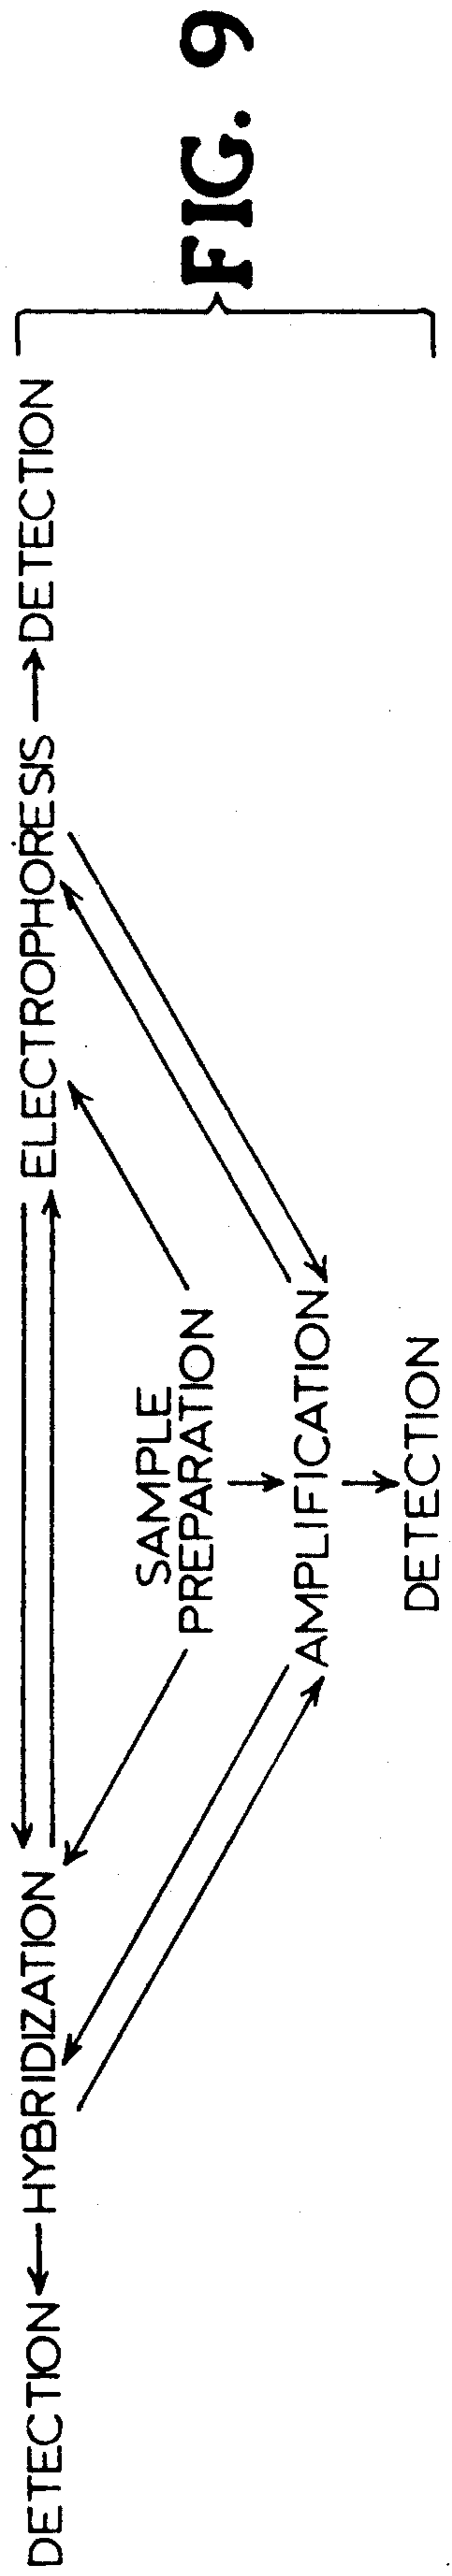 DETECTION HYBRIDIZATION ELECTROPHORESIS DETECTION
SAMPLE
PREPARATION
AMPLIFICATION
DETECTION
FIG. 9